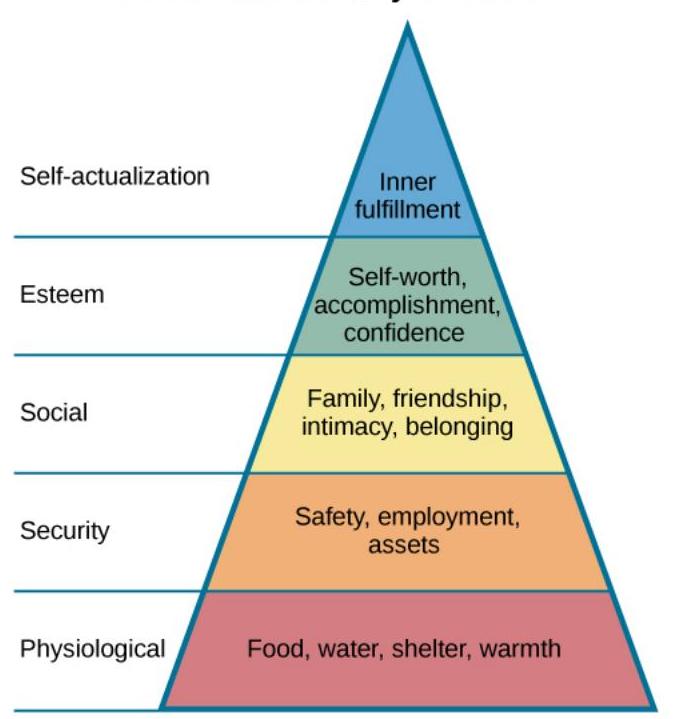 Self-actualization
Inner
fulfillment
Esteem
Self-worth,
accomplishment,
confidence
Social
Family, friendship,
intimacy, belonging
Security
Safety, employment,
assets
Physiological
Food, water, shelter, warmth